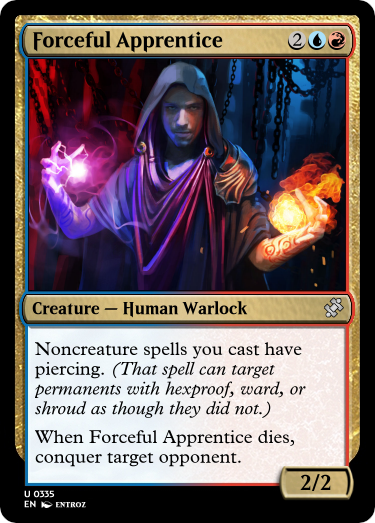 Forceful Apprentice 2
Creature — Human Warlock
Noncreature spells you cast have
piercing. (That spell can target
permanents with hexproof, ward, or
shroud as though they did not.)
When Forceful Apprentice dies,
conquer target opponent.
2/2
U 0335
EN ENTROZ